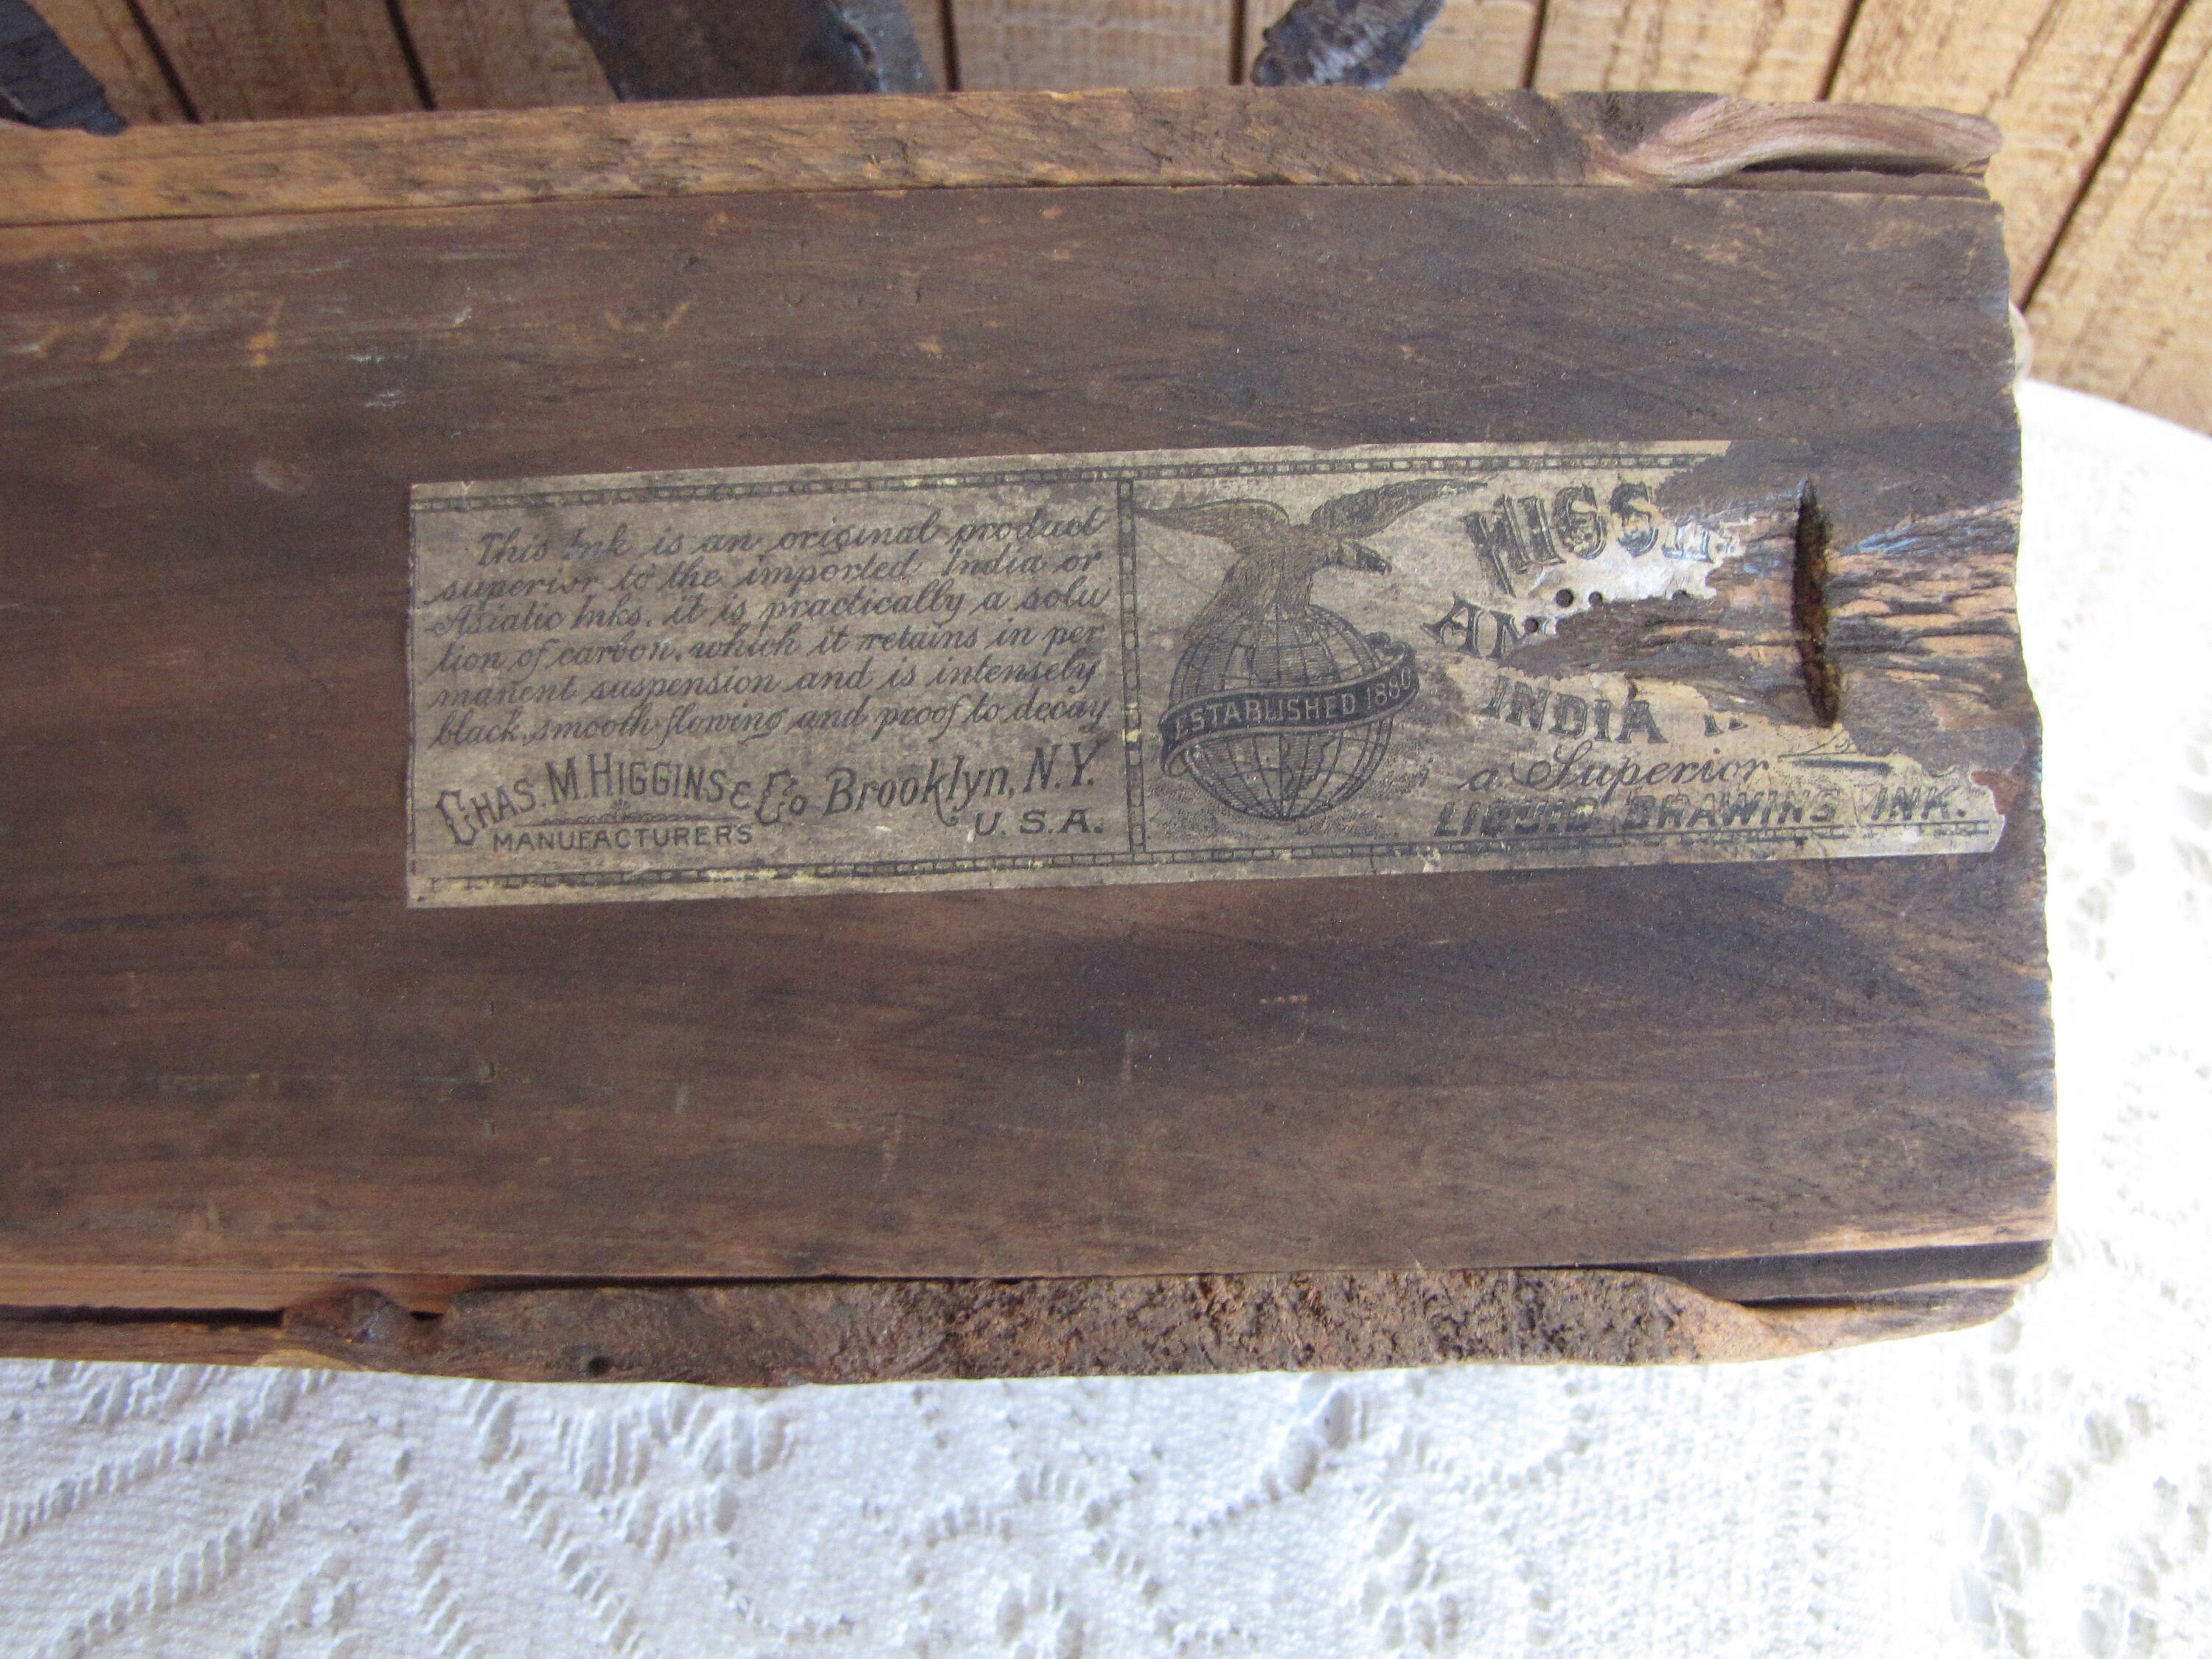 This Ink is an original product
superior to the imported India or
Asiatic Inks, it is practically a solu
tion of carbon, which it retains in per
manent suspension and is intensely
black, smooth flowing and proof to decay
CHAS. M. HIGGINS & Co Brooklyn, N.Y.
MANUFACTURERS U.S.A.
ESTABLISHED 1880
INDIA
a Superior
LIQUID DRAWING INK.